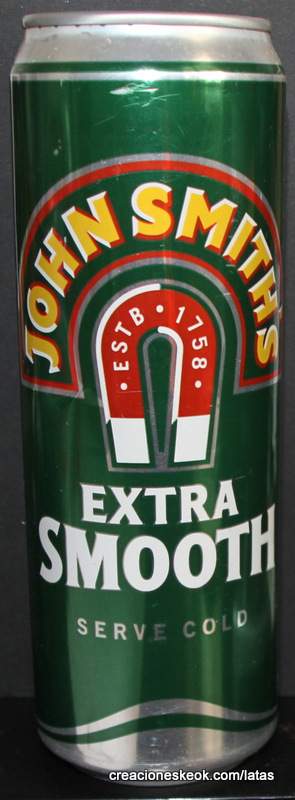 JOHN SMITH'S
ESTB · 1758 ·
EXTRA
SMOOTH
SERVE COLD
creacioneskeok.com/latas